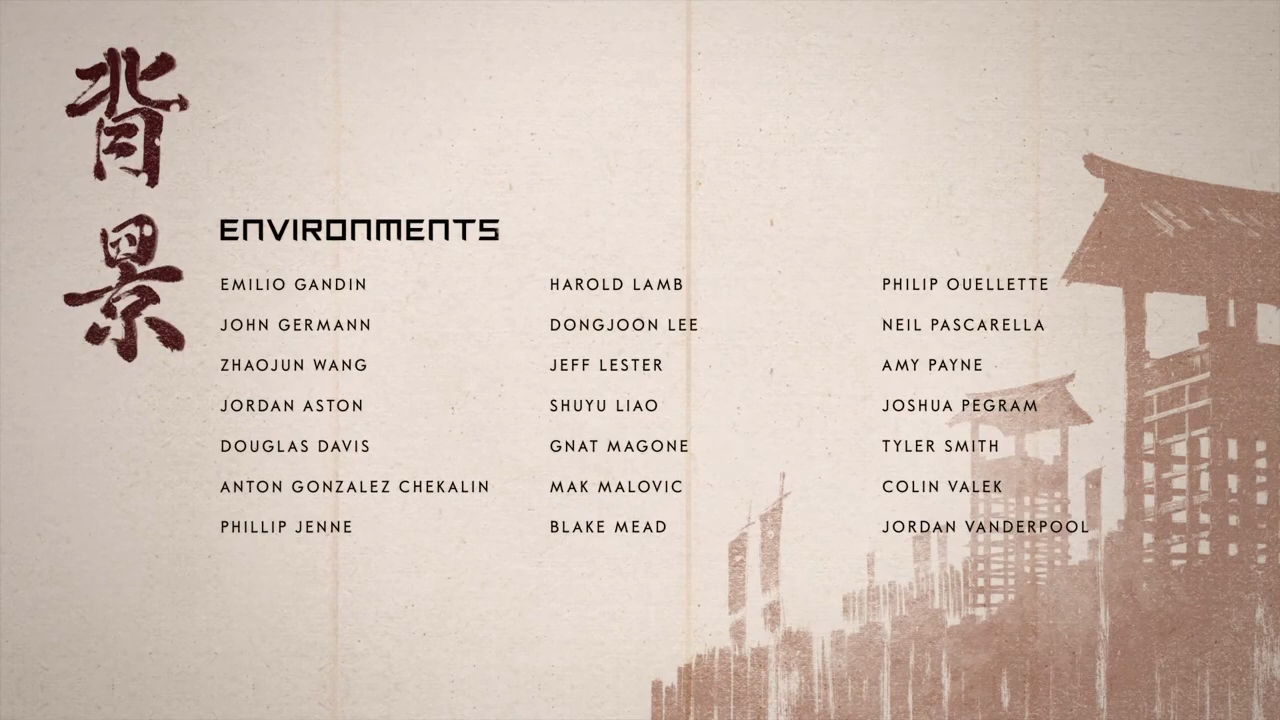 背景
ENVIRONMENTS
EMILIO GANDIN
JOHN GERMANN
ZHAOJUN WANG
JORDAN ASTON
DOUGLAS DAVIS
ANTON GONZALEZ CHEKALIN
PHILLIP JENNE
HAROLD LAMB
DONGJOON LEE
JEFF LESTER
SHUYU LIAO
GNAT MAGONE
MAK MALOVIC
BLAKE MEAD
PHILIP OUELLETTE
NEIL PASCARELLA
AMY PAYNE
JOSHUA PEGRAM
TYLER SMITH
COLIN VALEK
JORDAN VANDERPOOL